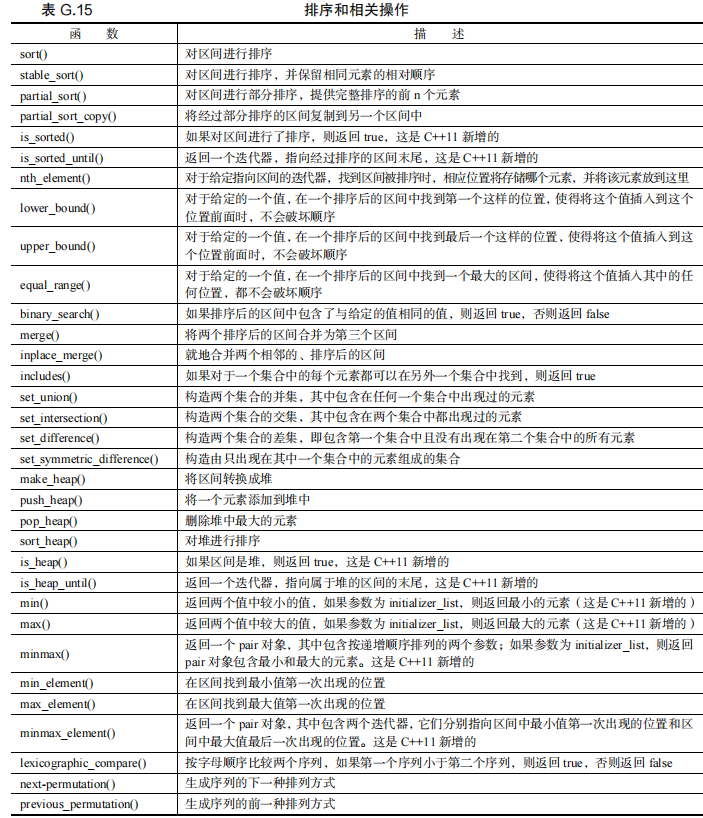 表 G.15 排序和相关操作
函 数 描 述
sort() 对区间进行排序
stable_sort() 对区间进行排序，并保留相同元素的相对顺序
partial_sort() 对区间进行部分排序，提供完整排序的前 n 个元素
partial_sort_copy() 将经过部分排序的区间复制到另一个区间中
is_sorted() 如果对区间进行了排序，则返回 true，这是 C++11 新增的
is_sorted_until() 返回一个迭代器，指向经过排序的区间末尾，这是 C++11 新增的
nth_element() 对于给定指向区间的迭代器，找到区间被排序时，相应位置将存储哪个元素，并将该元素放到这里
lower_bound() 对于给定的一个值，在一个排序后的区间中找到第一个这样的位置，使得将这个值插入到这个
位置前面时，不会破坏顺序
upper_bound() 对于给定的一个值，在一个排序后的区间中找到最后一个这样的位置，使得将这个值插入到这
个位置前面时，不会破坏顺序
equal_range() 对于给定的一个值，在一个排序后的区间中找到一个最大的区间，使得将这个值插入其中的任
何位置，都不会破坏顺序
binary_search() 如果排序后的区间中包含了与给定的值相同的值，则返回 true，否则返回 false
merge() 将两个排序后的区间合并为第三个区间
inplace_merge() 就地合并两个相邻的、排序后的区间
includes() 如果对于一个集合中的每个元素都可以在另外一个集合中找到，则返回 true
set_union() 构造两个集合的并集，其中包含在任何一个集合中出现过的元素
set_intersection() 构造两个集合的交集，其中包含在两个集合中都出现过的元素
set_difference() 构造两个集合的差集，即包含第一个集合中且没有出现在第二个集合中的所有元素
set_symmetric_difference() 构造由只出现在其中一个集合中的元素组成的集合
make_heap() 将区间转换成堆
push_heap() 将一个元素添加到堆中
pop_heap() 删除堆中最大的元素
sort_heap() 对堆进行排序
is_heap() 如果区间是堆，则返回 true，这是 C++11 新增的
is_heap_until() 返回一个迭代器，指向属于堆的区间的末尾，这是 C++11 新增的
min() 返回两个值中较小的值，如果参数为 initializer_list，则返回最小的元素（这是 C++11 新增的）
max() 返回两个值中较大的值，如果参数为 initializer_list，则返回最大的元素（这是 C++11 新增的）
minmax() 返回一个 pair 对象，其中包含按递增顺序排列的两个参数；如果参数为 initializer_list，则返回
pair 对象包含最小和最大的元素。这是 C++11 新增的
min_element() 在区间找到最小值第一次出现的位置
max_element() 在区间找到最大值第一次出现的位置
minmax_element() 返回一个 pair 对象，其中包含两个迭代器，它们分别指向区间中最小值第一次出现的位置和区
间中最大值最后一次出现的位置。这是 C++11 新增的
lexicographic_compare() 按字母顺序比较两个序列，如果第一个序列小于第二个序列，则返回 true，否则返回 false
next-permutation() 生成序列的下一种排列方式
previous_permutation() 生成序列的前一种排列方式